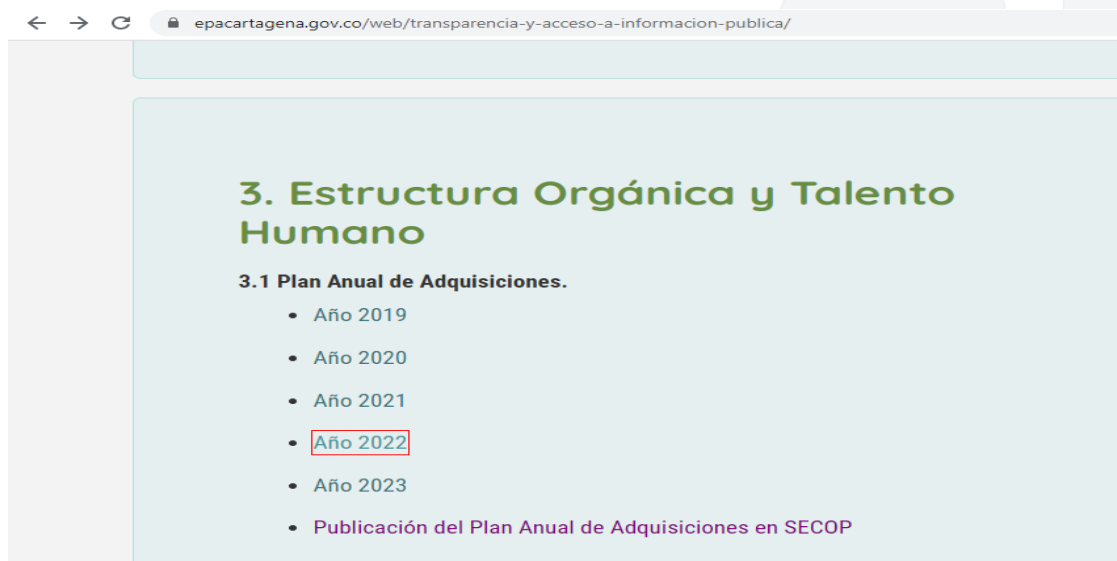 epacartagena.gov.co/web/transparencia-y-acceso-a-informacion-publica/
3. Estructura Orgánica y Talento
Humano
3.1 Plan Anual de Adquisiciones.
• Año 2019
• Año 2020
• Año 2021
• Año 2022
• Año 2023
• Publicación del Plan Anual de Adquisiciones en SECOP